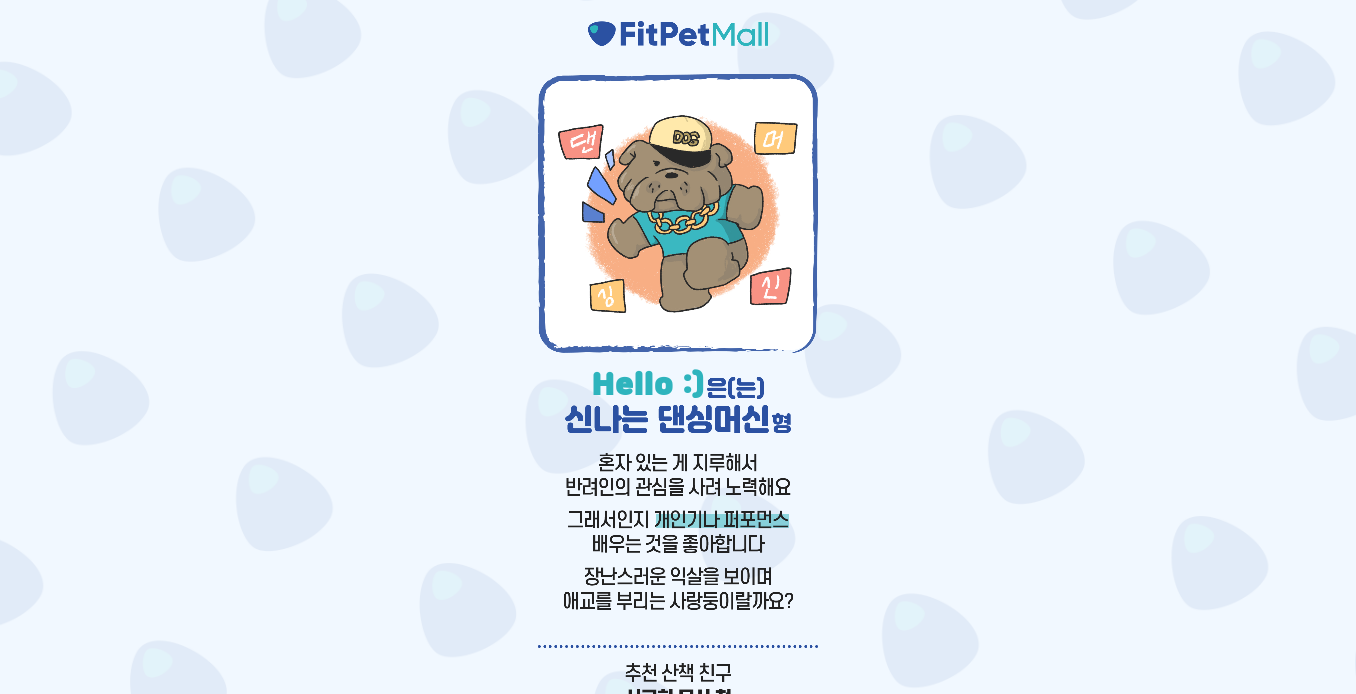 FitPetMall
댄
머
DOG
싱
신
Hello :)은(는)
신나는 댄싱머신형
혼자 있는 게 지루해서
반려인의 관심을 사려 노력해요
그래서인지 개인기나 퍼포먼스
배우는 것을 좋아합니다
장난스러운 익살을 보이며
애교를 부리는 사랑둥이랄까요?
추천 산책 친구